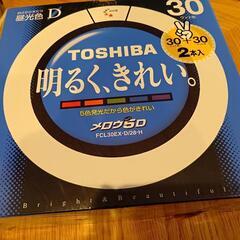 昼光色 D
30
30+30
2本入
TOSHIBA
明るく、きれい。
5色発光だから色がきれい
メロウ5D
FCL30EX-D/28-H
Bright & Beautiful